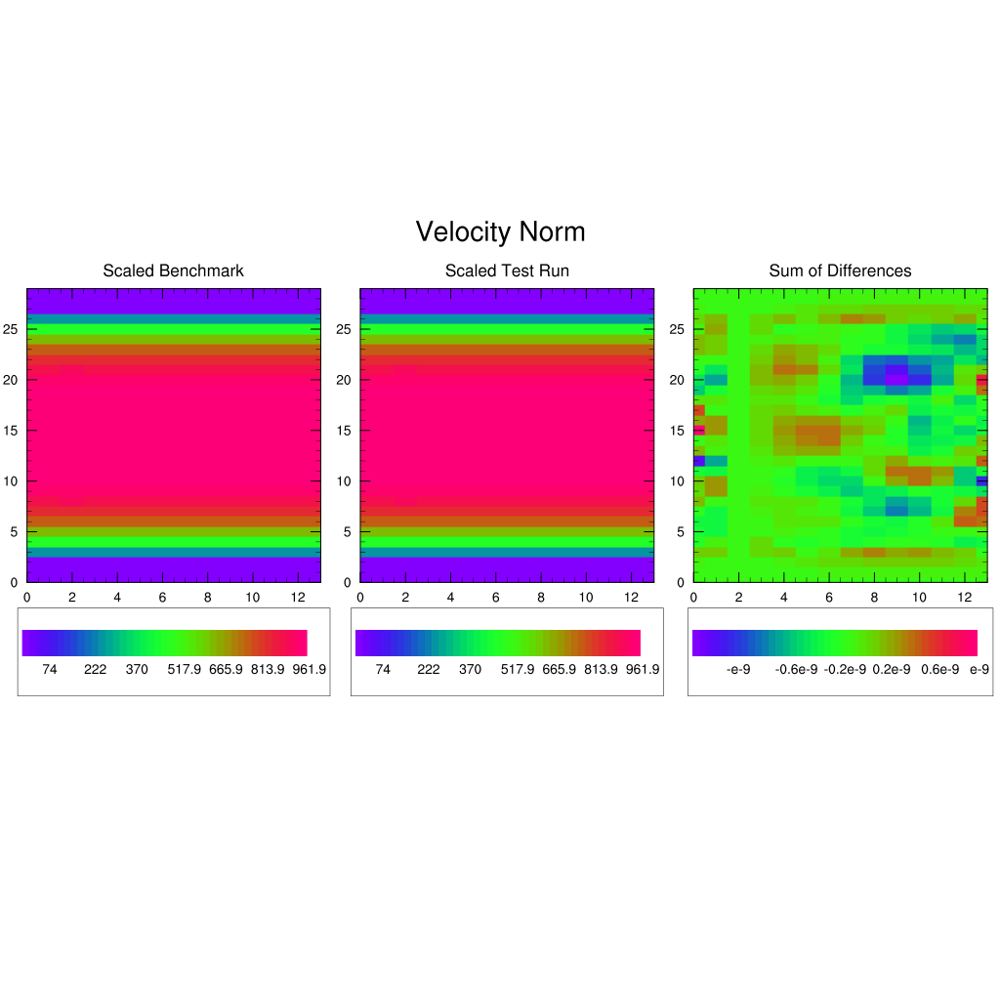 Velocity Norm
Scaled Benchmark Scaled Test Run Sum of Differences
25 25 25
20 20 20
15 15 15
10 10 10
5 5 5
0 0 0
0 2 4 6 8 10 12 0 2 4 6 8 10 12 0 2 4 6 8 10 12
74 222 370 517.9 665.9 813.9 961.9 74 222 370 517.9 665.9 813.9 961.9 -e-9 -0.6e-9 -0.2e-9 0.2e-9 0.6e-9 e-9